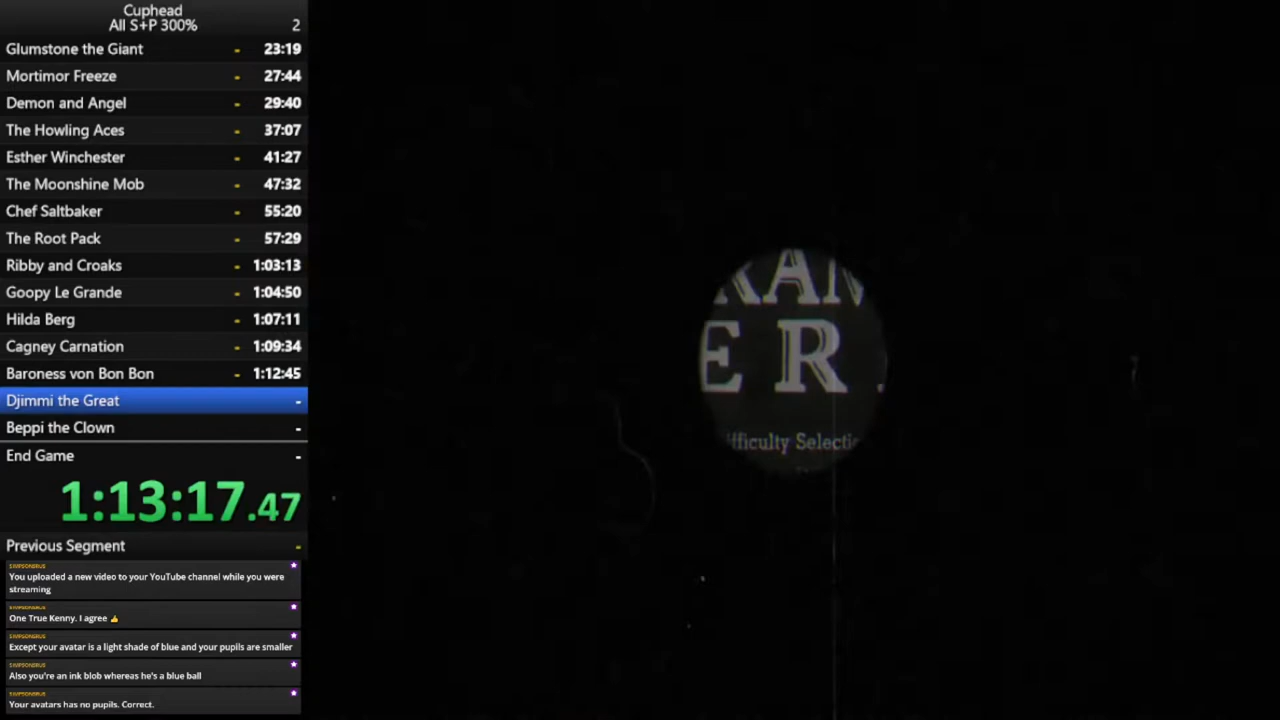 Cuphead
All S+P 300% 2
Glumstone the Giant - 23:19
Mortimor Freeze - 27:44
Demon and Angel - 29:40
The Howling Aces - 37:07
Esther Winchester - 41:27
The Moonshine Mob - 47:32
Chef Saltbaker - 55:20
The Root Pack - 57:29
Ribby and Croaks - 1:03:13
Goopy Le Grande - 1:04:50
Hilda Berg - 1:07:11
Cagney Carnation - 1:09:34
Baroness von Bon Bon - 1:12:45
Djimmi the Great -
Beppi the Clown -
End Game -
1:13:17.47
Previous Segment -
You uploaded a new video to your YouTube channel while you were
streaming
One True Kenny. I agree 👍
Except your avatar is a light shade of blue and your pupils are smaller
Also you're an ink blob whereas he's a blue ball
Your avatars has no pupils. Correct.
RAM
E R
ifficulty Selectio